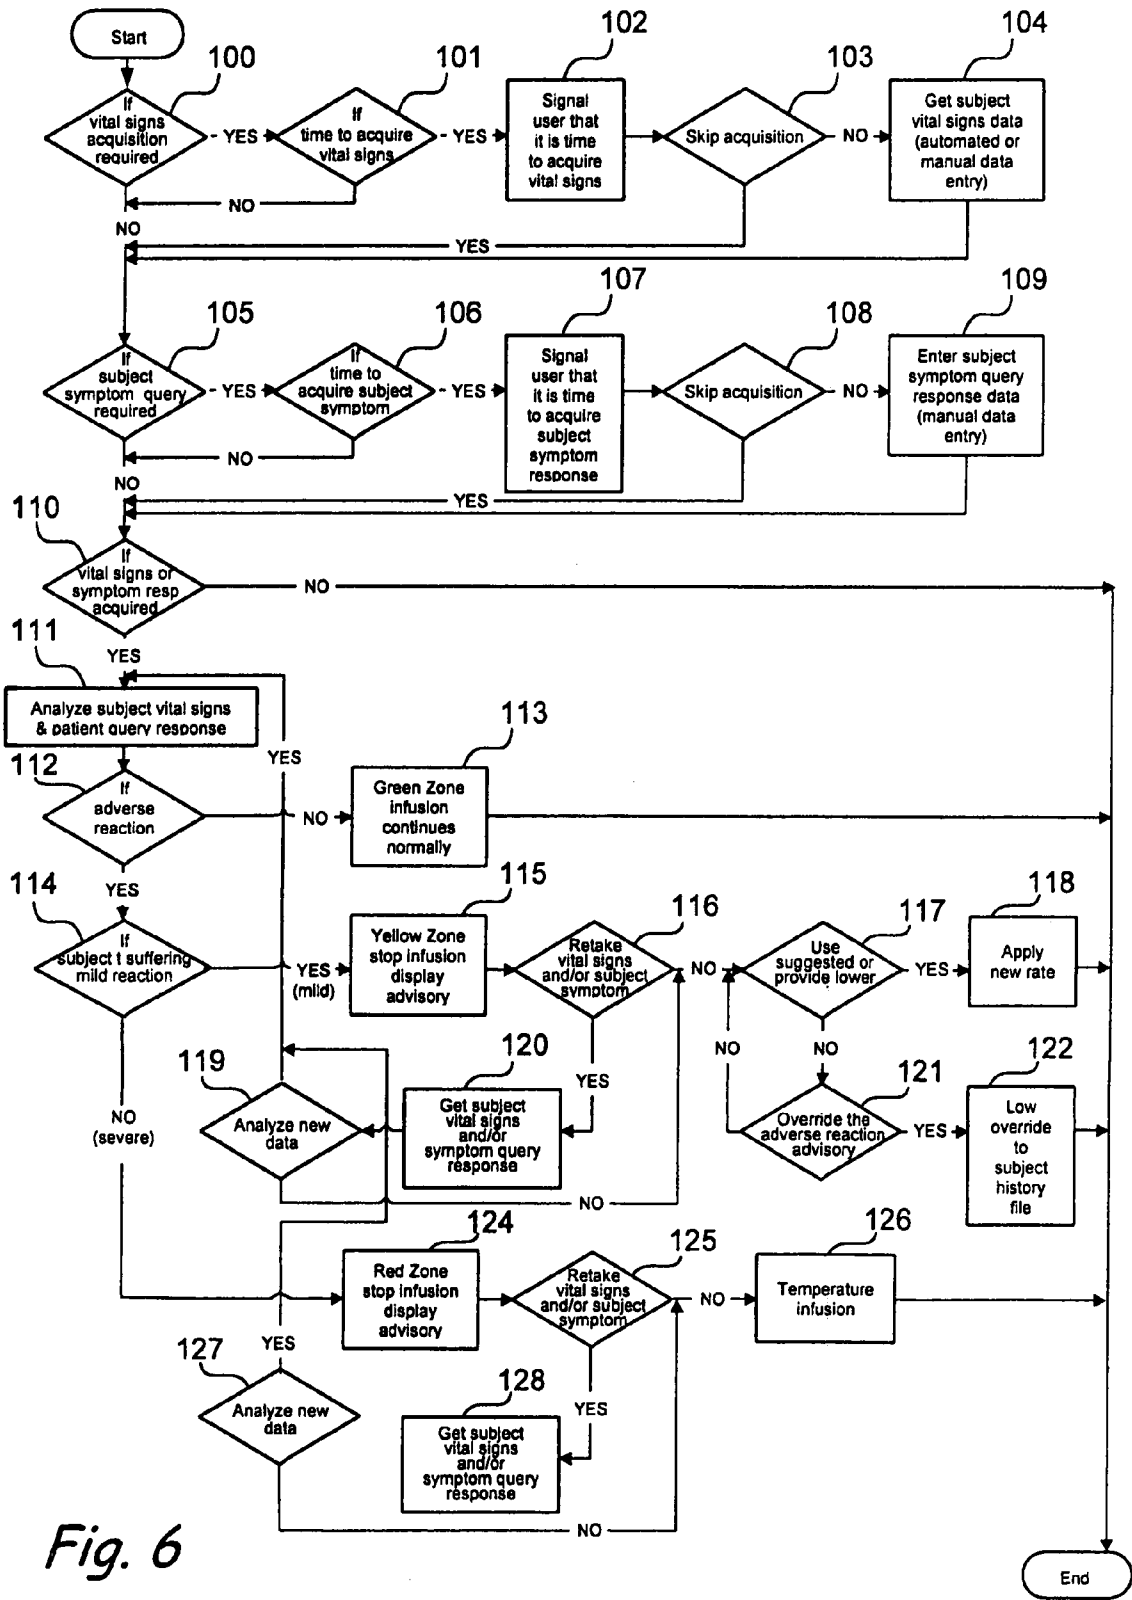 Start
100
101
102
103
104
If
vital signs
acquisition
required
YES
If
time to acquire
vital signs
YES
Signal
user that
it is time
to acquire
vital signs
Skip acquisition
NO
Get subject
vital signs data
(automated or
manual data
entry)
NO
NO
YES
105
106
107
108
109
If
subject
symptom query
required
YES
If
time to
acquire subject
symptom
YES
Signal
user that
it is time
to acquire
subject
symptom
response
Skip acquisition
NO
Enter subject
symptom query
response data
(manual data
entry)
NO
NO
YES
110
If
vital signs or
symptom resp
acquired
NO
YES
111
Analyze subject vital signs
& patient query response
YES
112
If
adverse
reaction
NO
113
Green Zone
infusion
continues
normally
YES
114
If
subject t suffering
mild reaction
YES
(mild)
115
Yellow Zone
stop infusion
display
advisory
116
Retake
vital signs
and/or subject
symptom
NO
117
Use
suggested or
provide lower
YES
118
Apply
new rate
NO
NO
YES
119
Analyze new
data
120
Get subject
vital signs
and/or
symptom query
response
121
Override the
adverse reaction
advisory
YES
122
Low
override
to
subject
history
file
NO
(severe)
NO
124
Red Zone
stop infusion
display
advisory
125
Retake
vital signs
and/or subject
symptom
NO
126
Temperature
infusion
YES
127
Analyze new
data
YES
128
Get subject
vital signs
and/or
symptom query
response
NO
Fig. 6
End